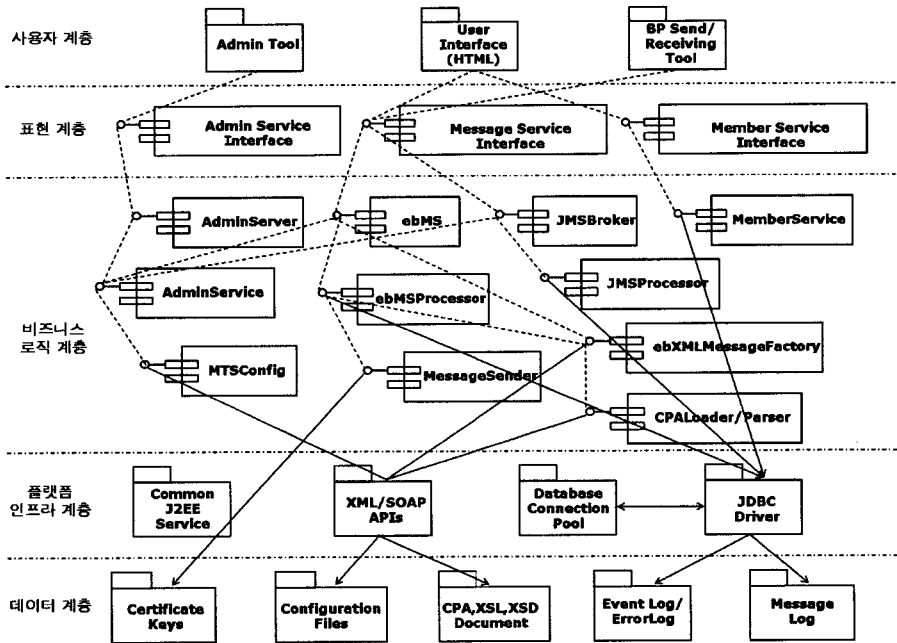 사용자 계층
Admin Tool
User
Interface
(HTML)
BP Send/
Receiving
Tool
표현 계층
Admin Service
Interface
Message Service
Interface
Member Service
Interface
AdminServer
ebMS
JMSBroker
MemberService
AdminService
ebMSProcessor
JMSProcessor
비즈니스
로직 계층
MTSConfig
MessageSender
ebXMLMessageFactory
CPALoader/Parser
플랫폼
인프라 계층
Common
J2EE
Service
XML/SOAP
APIs
Database
Connection
Pool
JDBC
Driver
데이터 계층
Certificate
Keys
Configuration
Files
CPA,XSL,XSD
Document
Event Log/
ErrorLog
Message
Log